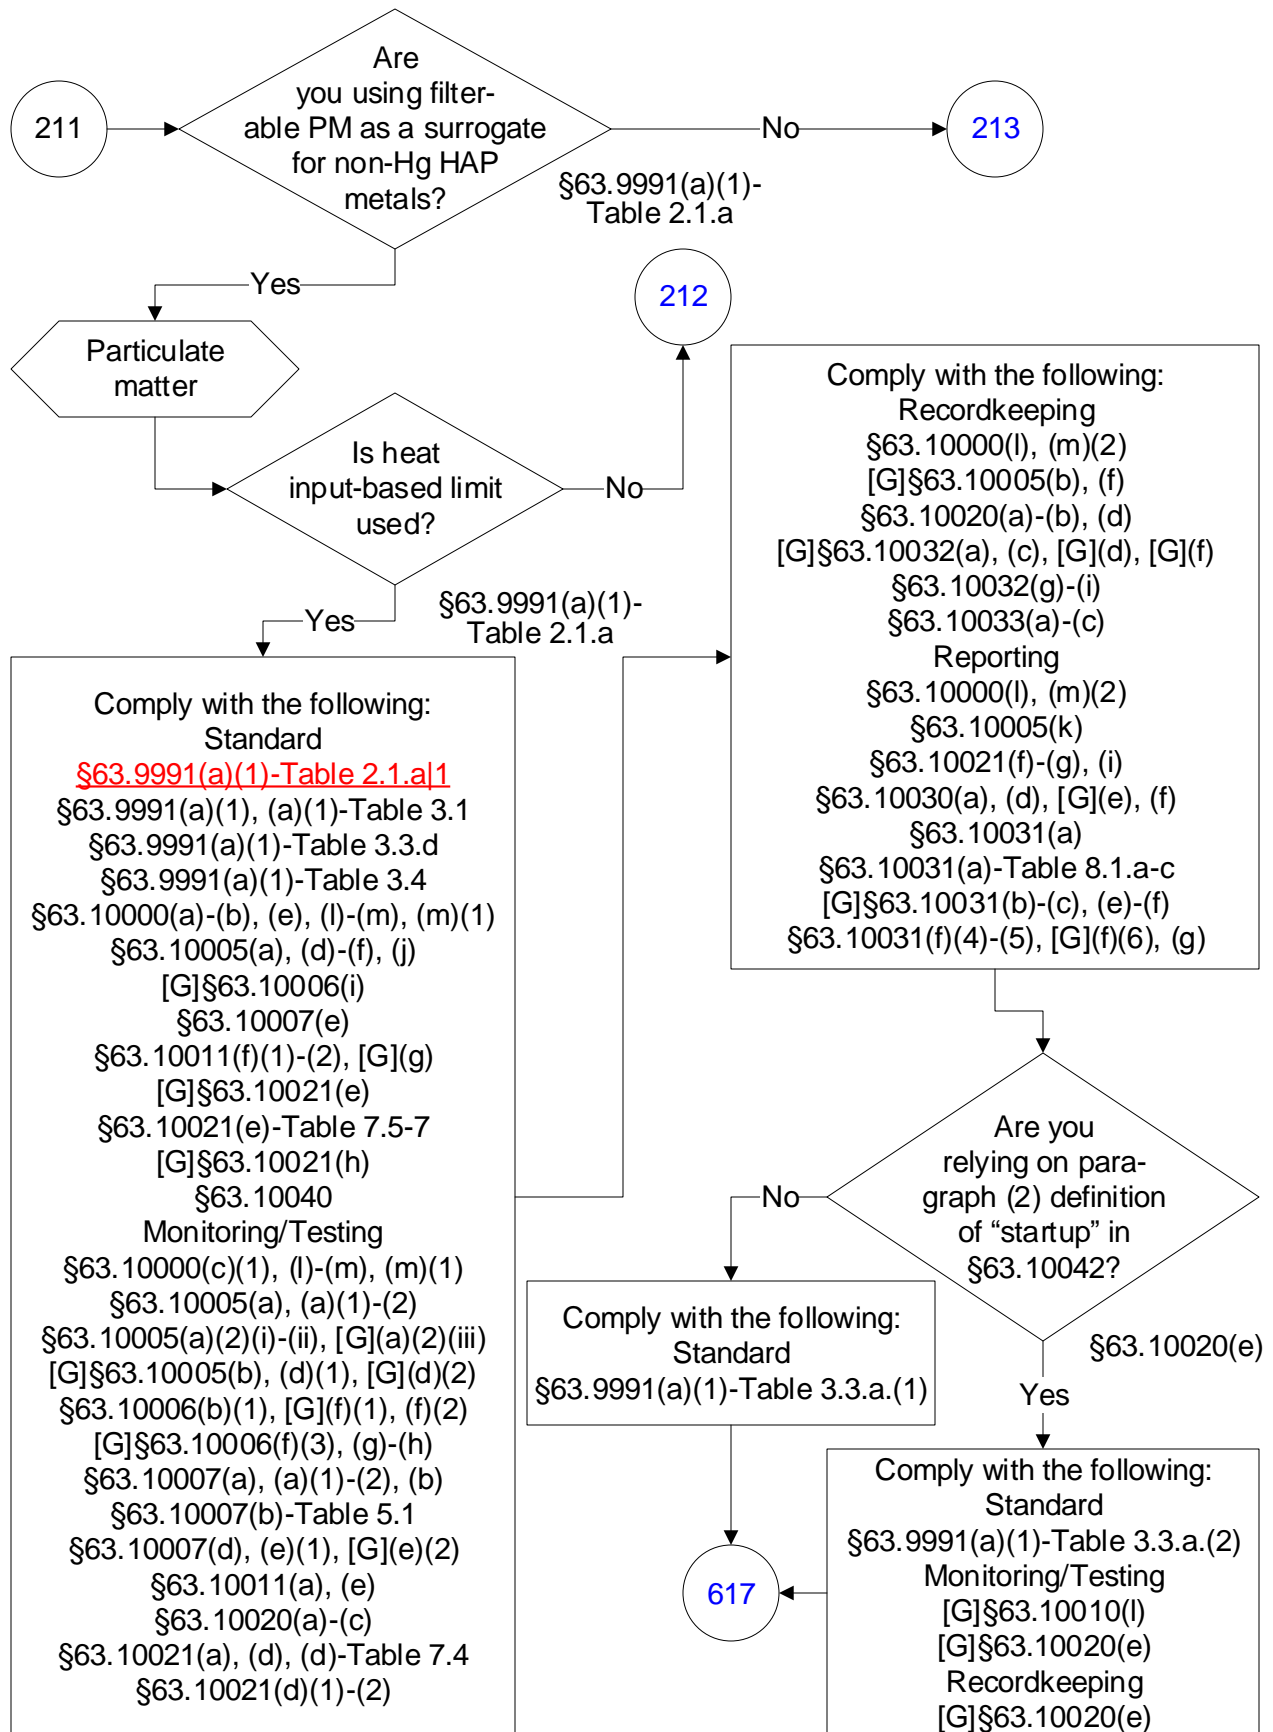 211
Are
you using filter-
able PM as a surrogate
for non-Hg HAP
metals?
No
213
§63.9991(a)(1)-
Table 2.1.a
Yes
212
Particulate
matter
Is heat
input-based limit
used?
No
§63.9991(a)(1)-
Table 2.1.a
Yes
Comply with the following:
Standard
§63.9991(a)(1)-Table 2.1.a|1
§63.9991(a)(1), (a)(1)-Table 3.1
§63.9991(a)(1)-Table 3.3.d
§63.9991(a)(1)-Table 3.4
§63.10000(a)-(b), (e), (l)-(m), (m)(1)
§63.10005(a), (d)-(f), (j)
[G]§63.10006(i)
§63.10007(e)
§63.10011(f)(1)-(2), [G](g)
[G]§63.10021(e)
§63.10021(e)-Table 7.5-7
[G]§63.10021(h)
§63.10040
Monitoring/Testing
§63.10000(c)(1), (l)-(m), (m)(1)
§63.10005(a), (a)(1)-(2)
§63.10005(a)(2)(i)-(ii), [G](a)(2)(iii)
[G]§63.10005(b), (d)(1), [G](d)(2)
§63.10006(b)(1), [G](f)(1), (f)(2)
[G]§63.10006(f)(3), (g)-(h)
§63.10007(a), (a)(1)-(2), (b)
§63.10007(b)-Table 5.1
§63.10007(d), (e)(1), [G](e)(2)
§63.10011(a), (e)
§63.10020(a)-(c)
§63.10021(a), (d), (d)-Table 7.4
§63.10021(d)(1)-(2)
Comply with the following:
Recordkeeping
§63.10000(l), (m)(2)
[G]§63.10005(b), (f)
§63.10020(a)-(b), (d)
[G]§63.10032(a), (c), [G](d), [G](f)
§63.10032(g)-(i)
§63.10033(a)-(c)
Reporting
§63.10000(l), (m)(2)
§63.10005(k)
§63.10021(f)-(g), (i)
§63.10030(a), (d), [G](e), (f)
§63.10031(a)
§63.10031(a)-Table 8.1.a-c
[G]§63.10031(b)-(c), (e)-(f)
§63.10031(f)(4)-(5), [G](f)(6), (g)
Are you
relying on para-
graph (2) definition
of “startup” in
§63.10042?
No
§63.10020(e)
Yes
Comply with the following:
Standard
§63.9991(a)(1)-Table 3.3.a.(1)
617
Comply with the following:
Standard
§63.9991(a)(1)-Table 3.3.a.(2)
Monitoring/Testing
[G]§63.10010(l)
[G]§63.10020(e)
Recordkeeping
[G]§63.10020(e)